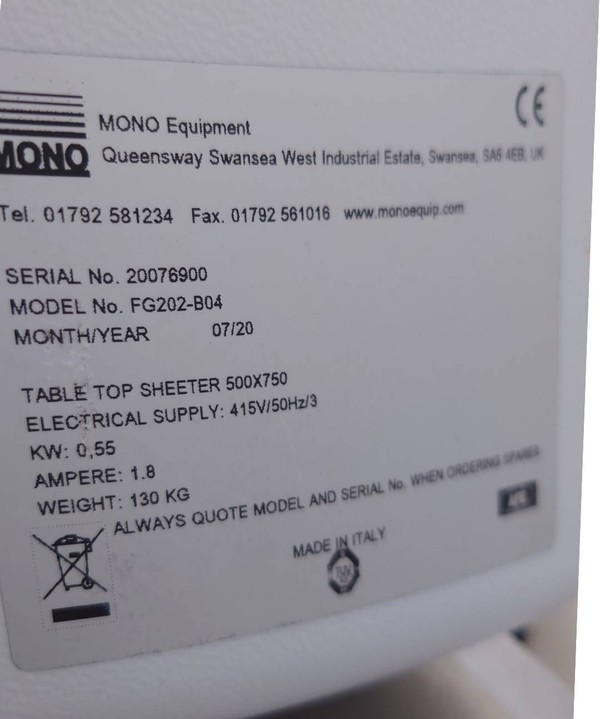 MONO Equipment
MONO
Queensway Swansea West Industrial Estate, Swansea, SA5 4EB, UK
Tel. 01792 581234 Fax. 01792 561016 www.monoequip.com
SERIAL No. 20076900
MODEL No. FG202-B04
MONTH/YEAR 07/20
TABLE TOP SHEETER 500X750
ELECTRICAL SUPPLY: 415V/50Hz/3
KW: 0,55
AMPERE: 1.8
WEIGHT: 130 KG
ALWAYS QUOTE MODEL AND SERIAL No. WHEN ORDERING SPARES
MADE IN ITALY
TUV
CE